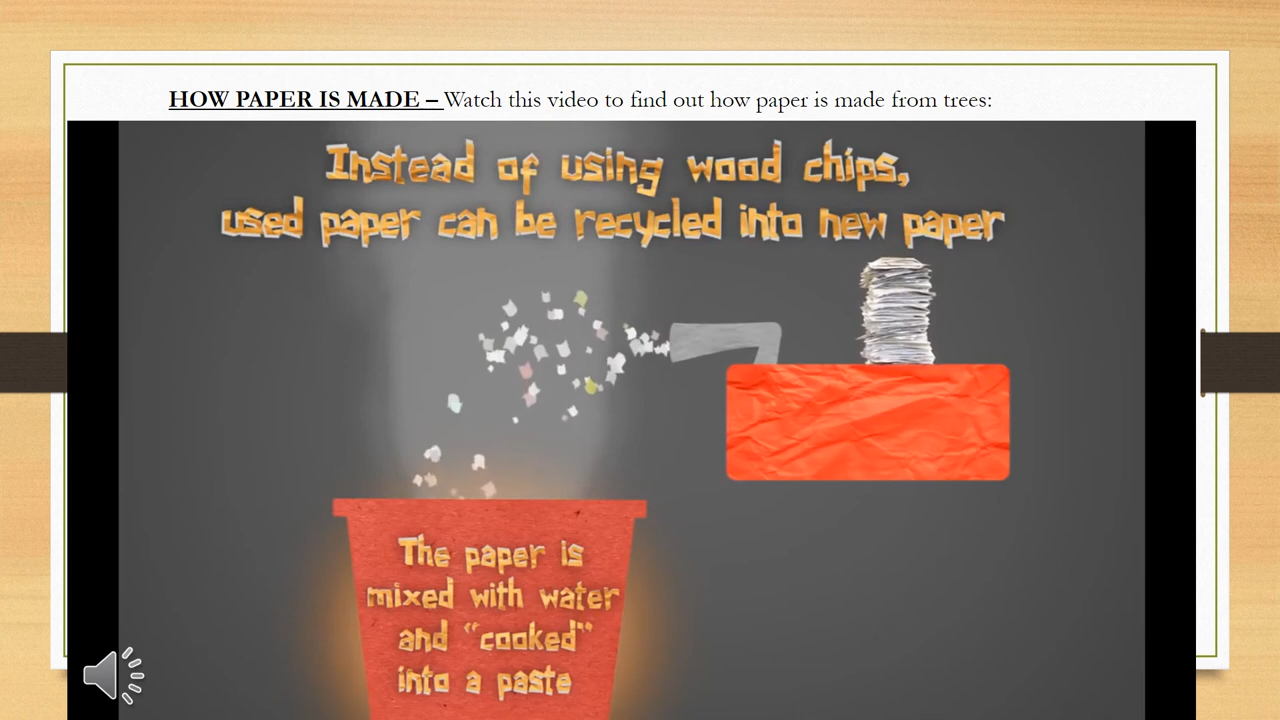 HOW PAPER IS MADE – Watch this video to find out how paper is made from trees:
Instead of using wood chips,
used paper can be recycled into new paper
The paper is
mixed with water
and “cooked”
into a paste